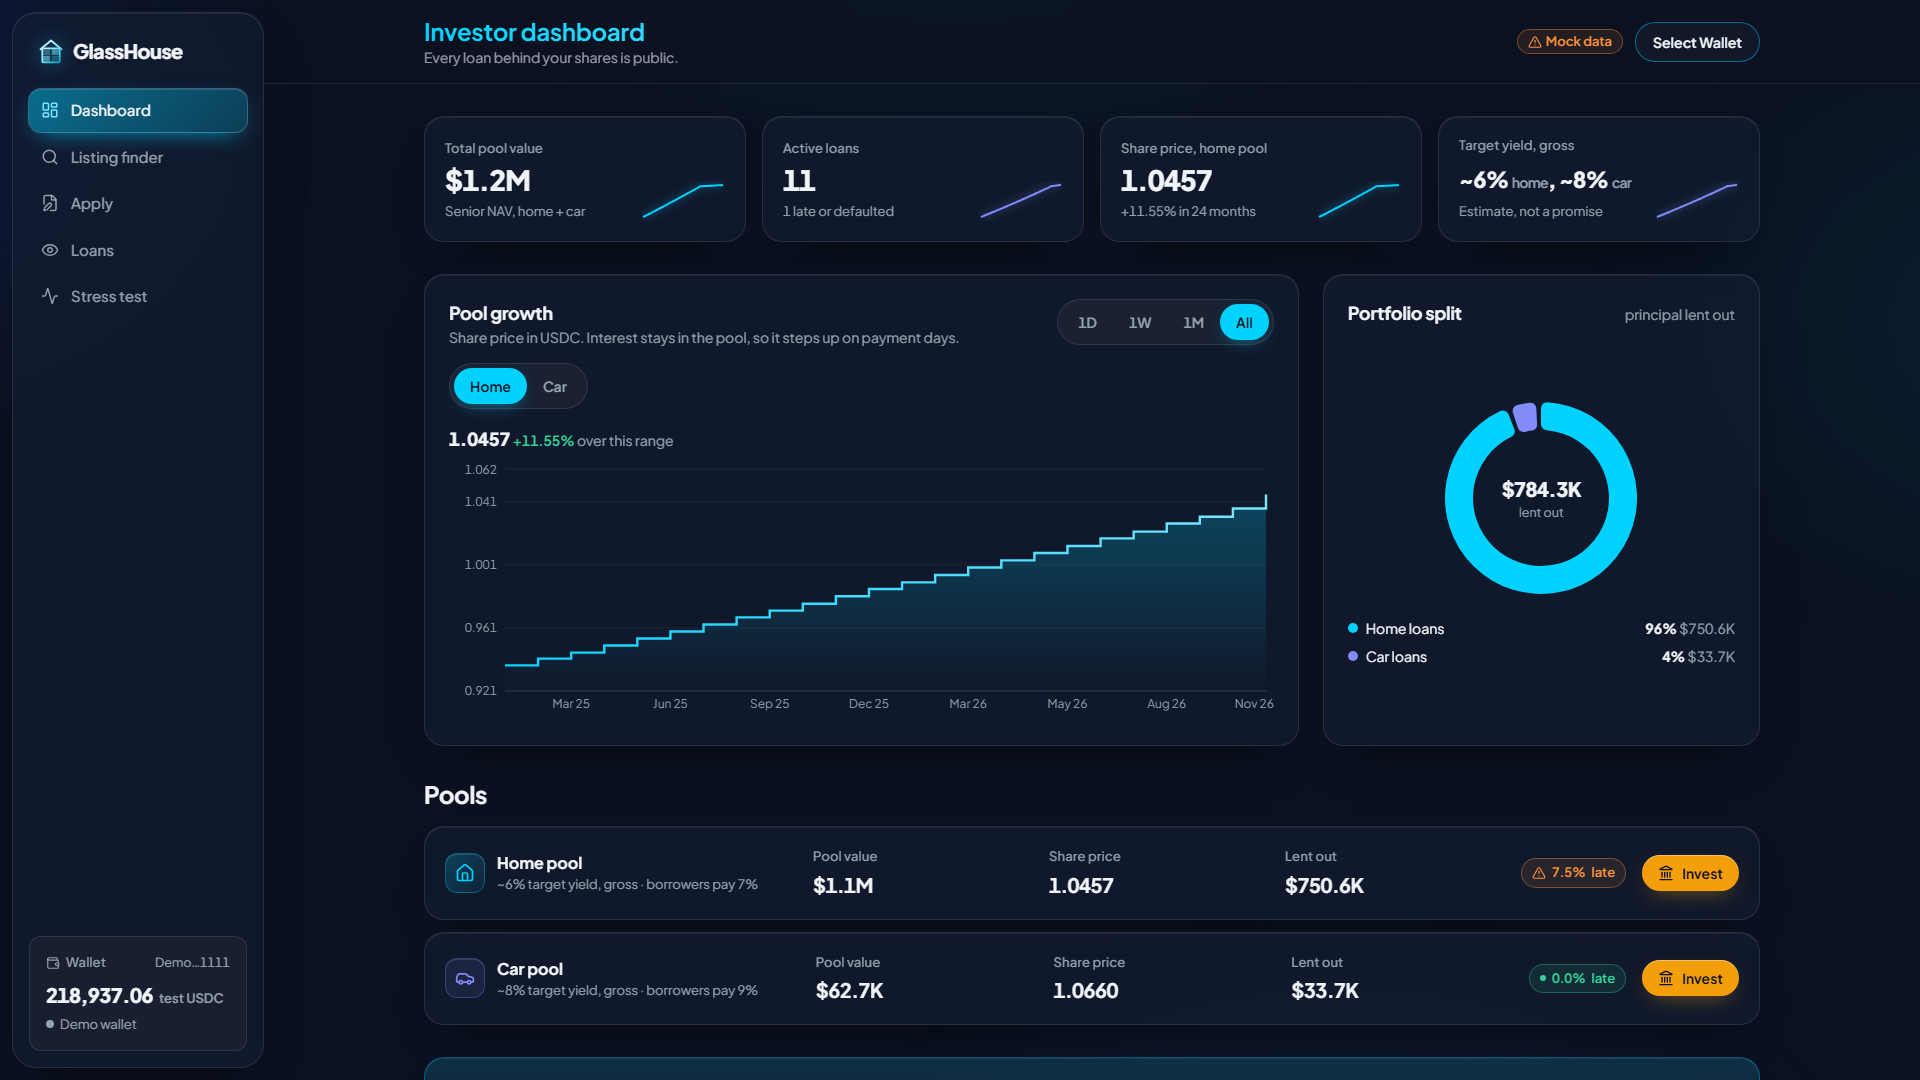 GlassHouse
Dashboard
Listing finder
Apply
Loans
Stress test
Wallet Demo...1111
218,937.06 test USDC
Demo wallet
Investor dashboard
Every loan behind your shares is public.
Mock data
Select Wallet
Total pool value
$1.2M
Senior NAV, home + car
Active loans
11
1 late or defaulted
Share price, home pool
1.0457
+11.55% in 24 months
Target yield, gross
~6% home, ~8% car
Estimate, not a promise
Pool growth
Share price in USDC. Interest stays in the pool, so it steps up on payment days.
1D 1W 1M All
Home Car
1.0457 +11.55% over this range
1.062
1.041
1.001
0.961
0.921
Mar 25 Jun 25 Sep 25 Dec 25 Mar 26 May 26 Aug 26 Nov 26
Portfolio split principal lent out
$784.3K
lent out
Home loans 96% $750.6K
Car loans 4% $33.7K
Pools
Home pool
~6% target yield, gross · borrowers pay 7%
Pool value
$1.1M
Share price
1.0457
Lent out
$750.6K
7.5% late
Invest
Car pool
~8% target yield, gross · borrowers pay 9%
Pool value
$62.7K
Share price
1.0660
Lent out
$33.7K
0.0% late
Invest